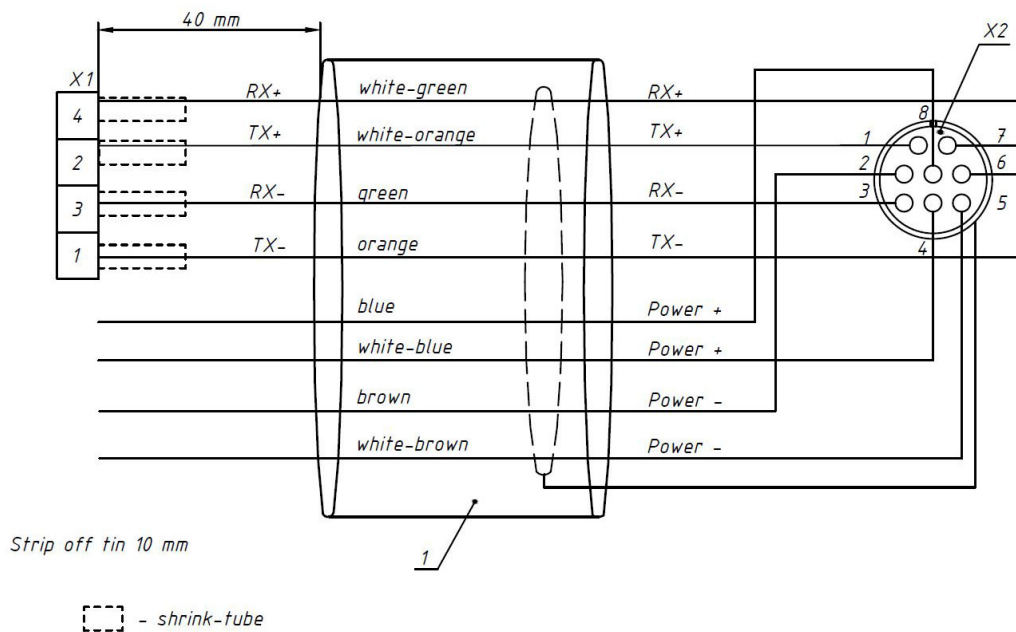 40 mm
X2
X1
4
RX+
white-green
RX+
8
2
TX+
white-orange
TX+
1
7
2
6
3
RX-
green
RX-
3
5
1
TX-
orange
TX-
4
blue
Power +
white-blue
Power +
brown
Power -
white-brown
Power -
Strip off tin 10 mm
1
- shrink-tube